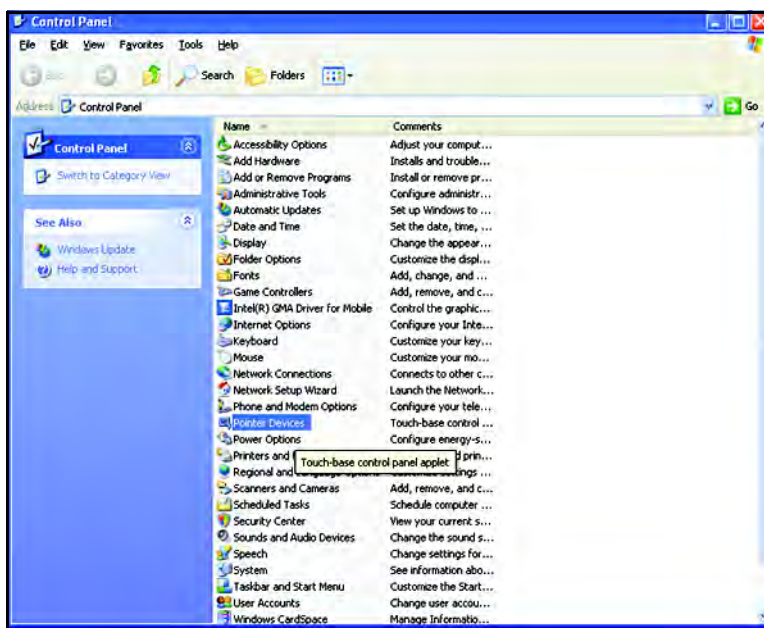 Control Panel
File Edit View Favorites Tools Help
Back Search Folders
Address Control Panel Go
Control Panel
Switch to Category View
See Also
Windows Update
Help and Support
Name Comments
Accessibility Options Adjust your comput...
Add Hardware Installs and trouble...
Add or Remove Programs Install or remove pr...
Administrative Tools Configure administr...
Automatic Updates Set up Windows to ...
Date and Time Set the date, time, ...
Display Change the appear...
Folder Options Customize the displ...
Fonts Add, change, and ...
Game Controllers Add, remove, and c...
Intel(R) GMA Driver for Mobile Control the graphic...
Internet Options Configure your Inte...
Keyboard Customize your key...
Mouse Customize your mo...
Network Connections Connects to other c...
Network Setup Wizard Launch the Network...
Phone and Modem Options Configure your tele...
Pointer Devices Touch-base control ...
Power Options Configure energy-s...
Printers and prin...
Touch-base control panel applet
Regional and Language Options ings ...
Scanners and Cameras Add, remove, and c...
Scheduled Tasks Schedule computer ...
Security Center View your current s...
Sounds and Audio Devices Change the sound s...
Speech Change settings for...
System See information abo...
Taskbar and Start Menu Customize the Start...
User Accounts Change user accou...
Windows CardSpace Manage Informatio...